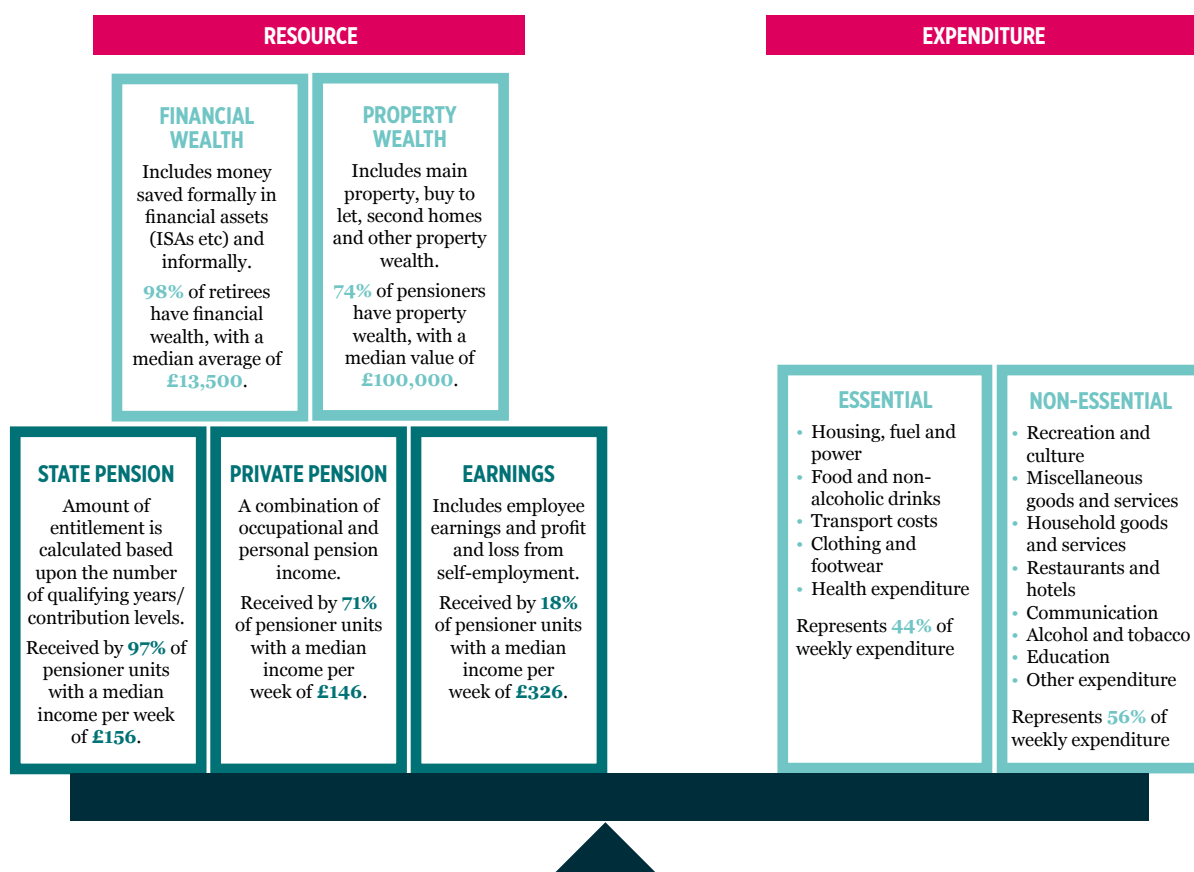 RESOURCE
EXPENDITURE
FINANCIAL
WEALTH
Includes money
saved formally in
financial assets
(ISAs etc) and
informally.
98% of retirees
have financial
wealth, with a
median average of
£13,500.
PROPERTY
WEALTH
Includes main
property, buy to
let, second homes
and other property
wealth.
74% of pensioners
have property
wealth, with a
median value of
£100,000.
STATE PENSION
Amount of
entitlement is
calculated based
upon the number
of qualifying years/
contribution levels.
Received by 97% of
pensioner units
with a median
income per week
of £156.
PRIVATE PENSION
A combination of
occupational and
personal pension
income.
Received by 71%
of pensioner units
with a median
income per
week of £146.
EARNINGS
Includes employee
earnings and profit
and loss from
self-employment.
Received by 18%
of pensioner units
with a median
income per
week of £326.
ESSENTIAL
• Housing, fuel and
power
• Food and non-
alcoholic drinks
• Transport costs
• Clothing and
footwear
• Health expenditure
Represents 44% of
weekly expenditure
NON-ESSENTIAL
• Recreation and
culture
• Miscellaneous
goods and services
• Household goods
and services
• Restaurants and
hotels
• Communication
• Alcohol and tobacco
• Education
• Other expenditure
Represents 56% of
weekly expenditure